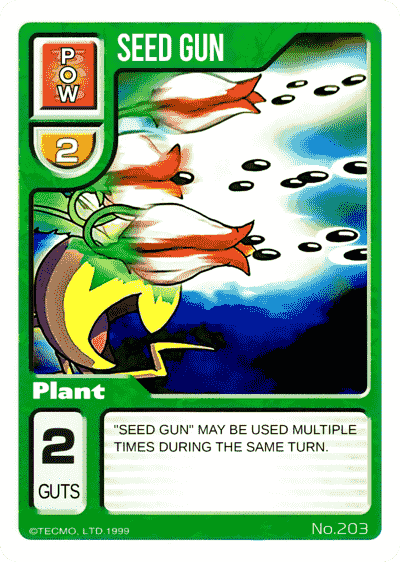 SEED GUN
POW
2
Plant
2
GUTS
"SEED GUN" MAY BE USED MULTIPLE
TIMES DURING THE SAME TURN.
©TECMO, LTD.1999
No.203